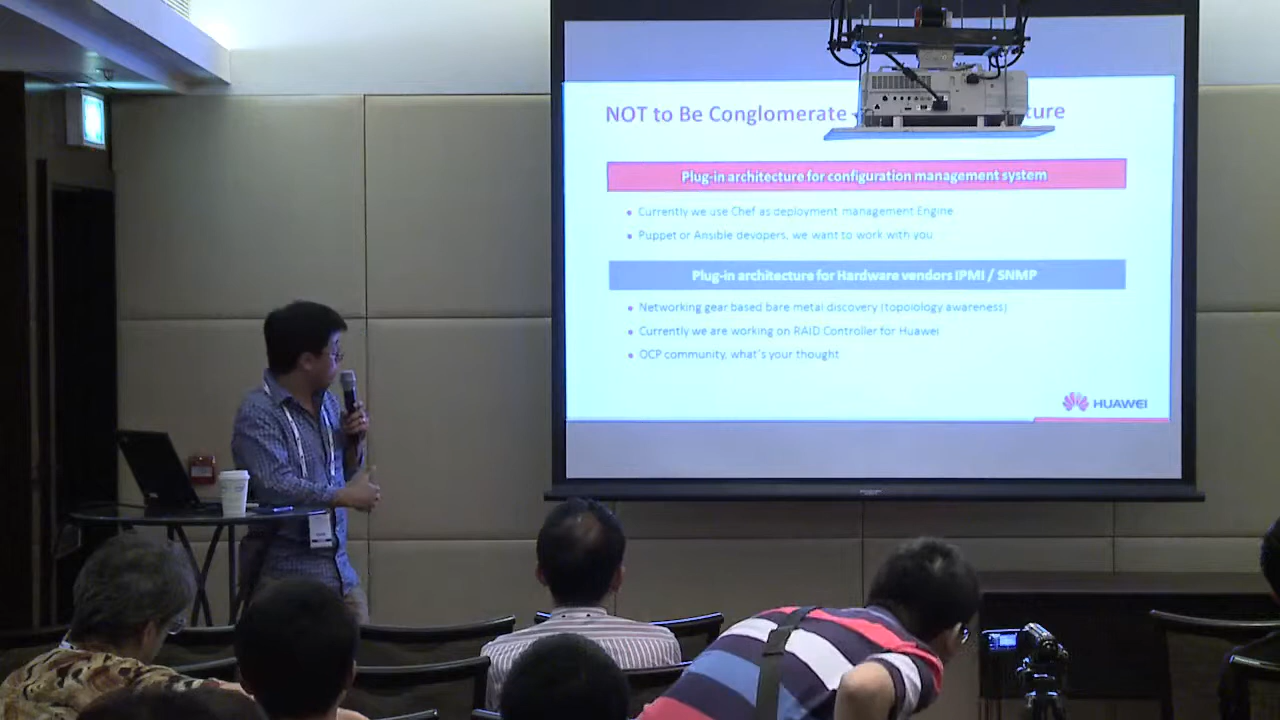 NOT to Be Conglomerate
Plug-in architecture for configuration management system
Currently we use Chef as deployment management Engine
Puppet or Ansible devopers, we want to work with you
Plug-in architecture for Hardware vendors IPMI / SNMP
Networking gear based bare metal discovery (topology awareness)
Currently we are working on RAID Controller for Huawei
OCP community, what's your thought
HUAWEI